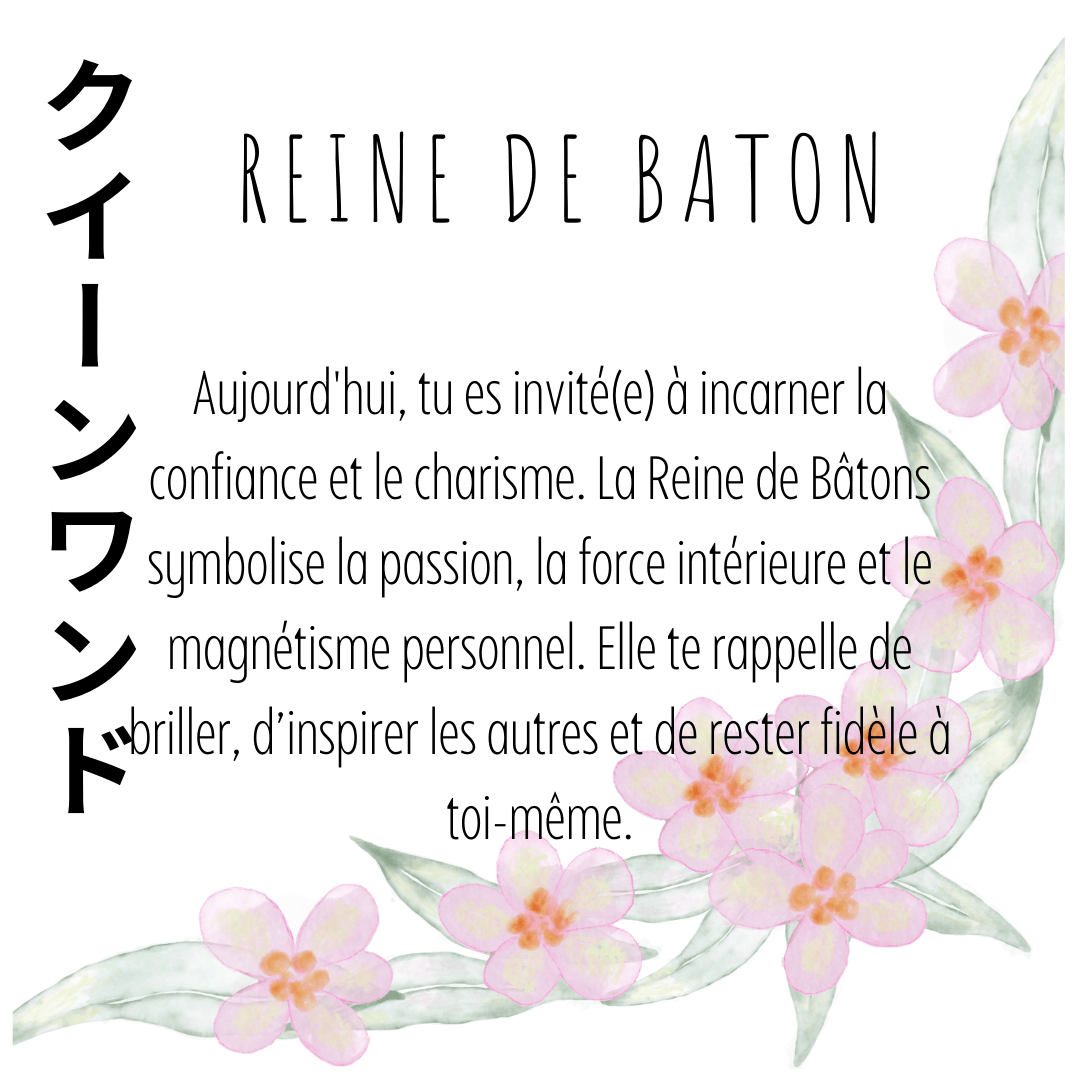 クイーンワンド
REINE DE BATON
Aujourd'hui, tu es invité(e) à incarner la
confiance et le charisme. La Reine de Bâtons
symbolise la passion, la force intérieure et le
magnétisme personnel. Elle te rappelle de
briller, d’inspirer les autres et de rester fidèle à
toi-même.